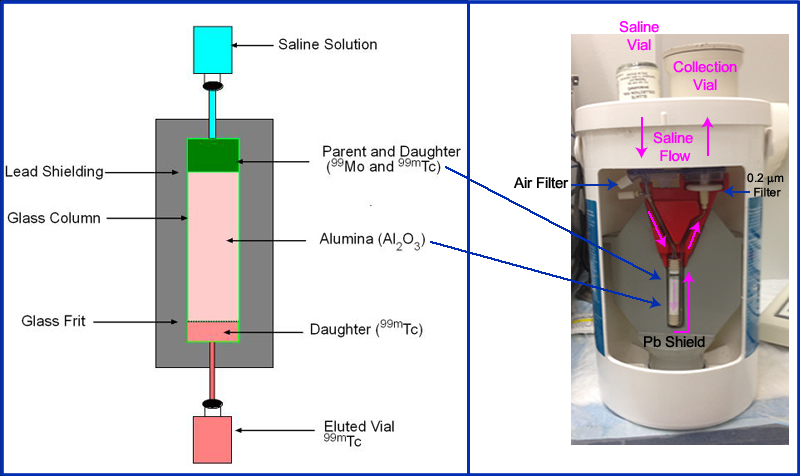 Saline Solution
Parent and Daughter
(99Mo and 99mTc)
Lead Shielding
Glass Column
Alumina (Al2O3)
Glass Frit
Daughter (99mTc)
Eluted Vial
99mTc
Saline
Vial
Collection
Vial
Saline
Flow
Air Filter
0.2 µm
Filter
Pb Shield